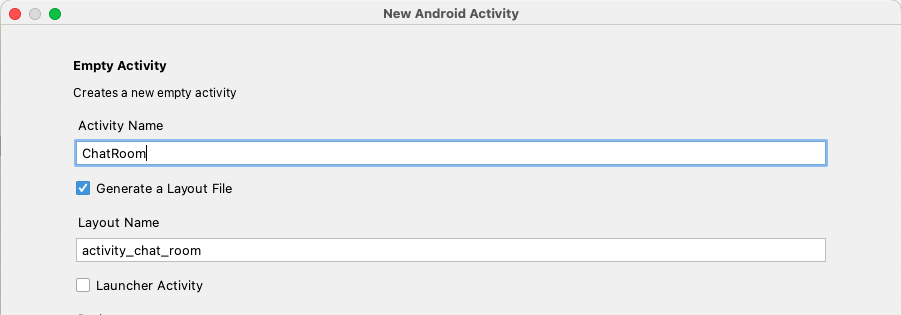 New Android Activity
Empty Activity
Creates a new empty activity
Activity Name
ChatRoom
Generate a Layout File
Layout Name
activity_chat_room
Launcher Activity